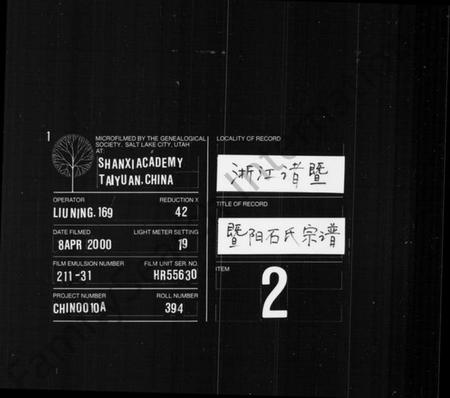 1
MICROFILMED BY THE GENEALOGICAL
SOCIETY, SALT LAKE CITY, UTAH
AT:
SHANXI ACADEMY
TAIYUAN, CHINA
OPERATOR REDUCTION X
LIU NING. 169 42
DATE FILMED LIGHT METER SETTING
8APR 2000 19
FILM EMULSION NUMBER FILM UNIT SER. NO.
211-31 HR55630
PROJECT NUMBER ROLL NUMBER
CHIN0010A 394
LOCALITY OF RECORD
浙江诸暨
TITLE OF RECORD
暨阳石氏宗谱
ITEM
2